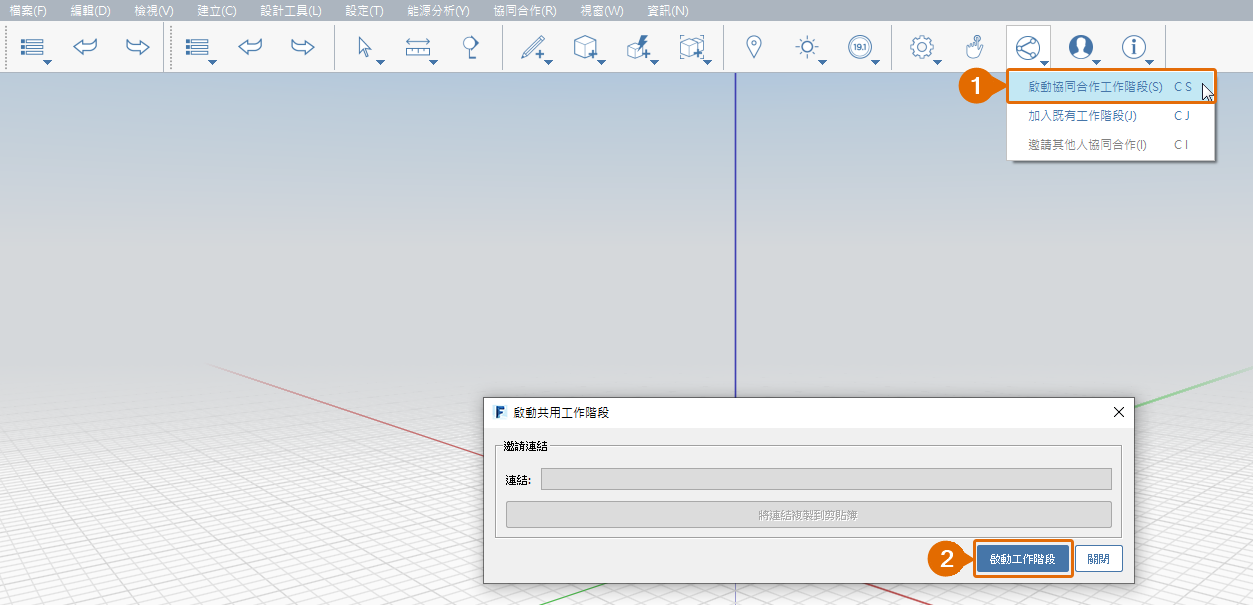 檔案(F) 編輯(D) 檢視(V) 建立(C) 設計工具(L) 設定(T) 能源分析(Y) 協同合作(R) 視窗(W) 資訊(N)
19.1
1
啟動協同合作工作階段(S) C S
加入既有工作階段(J) C J
邀請其他人協同合作(I) C I
啟動共用工作階段
邀請連結
連結:
將連結複製到剪貼簿
2
啟動工作階段
關閉